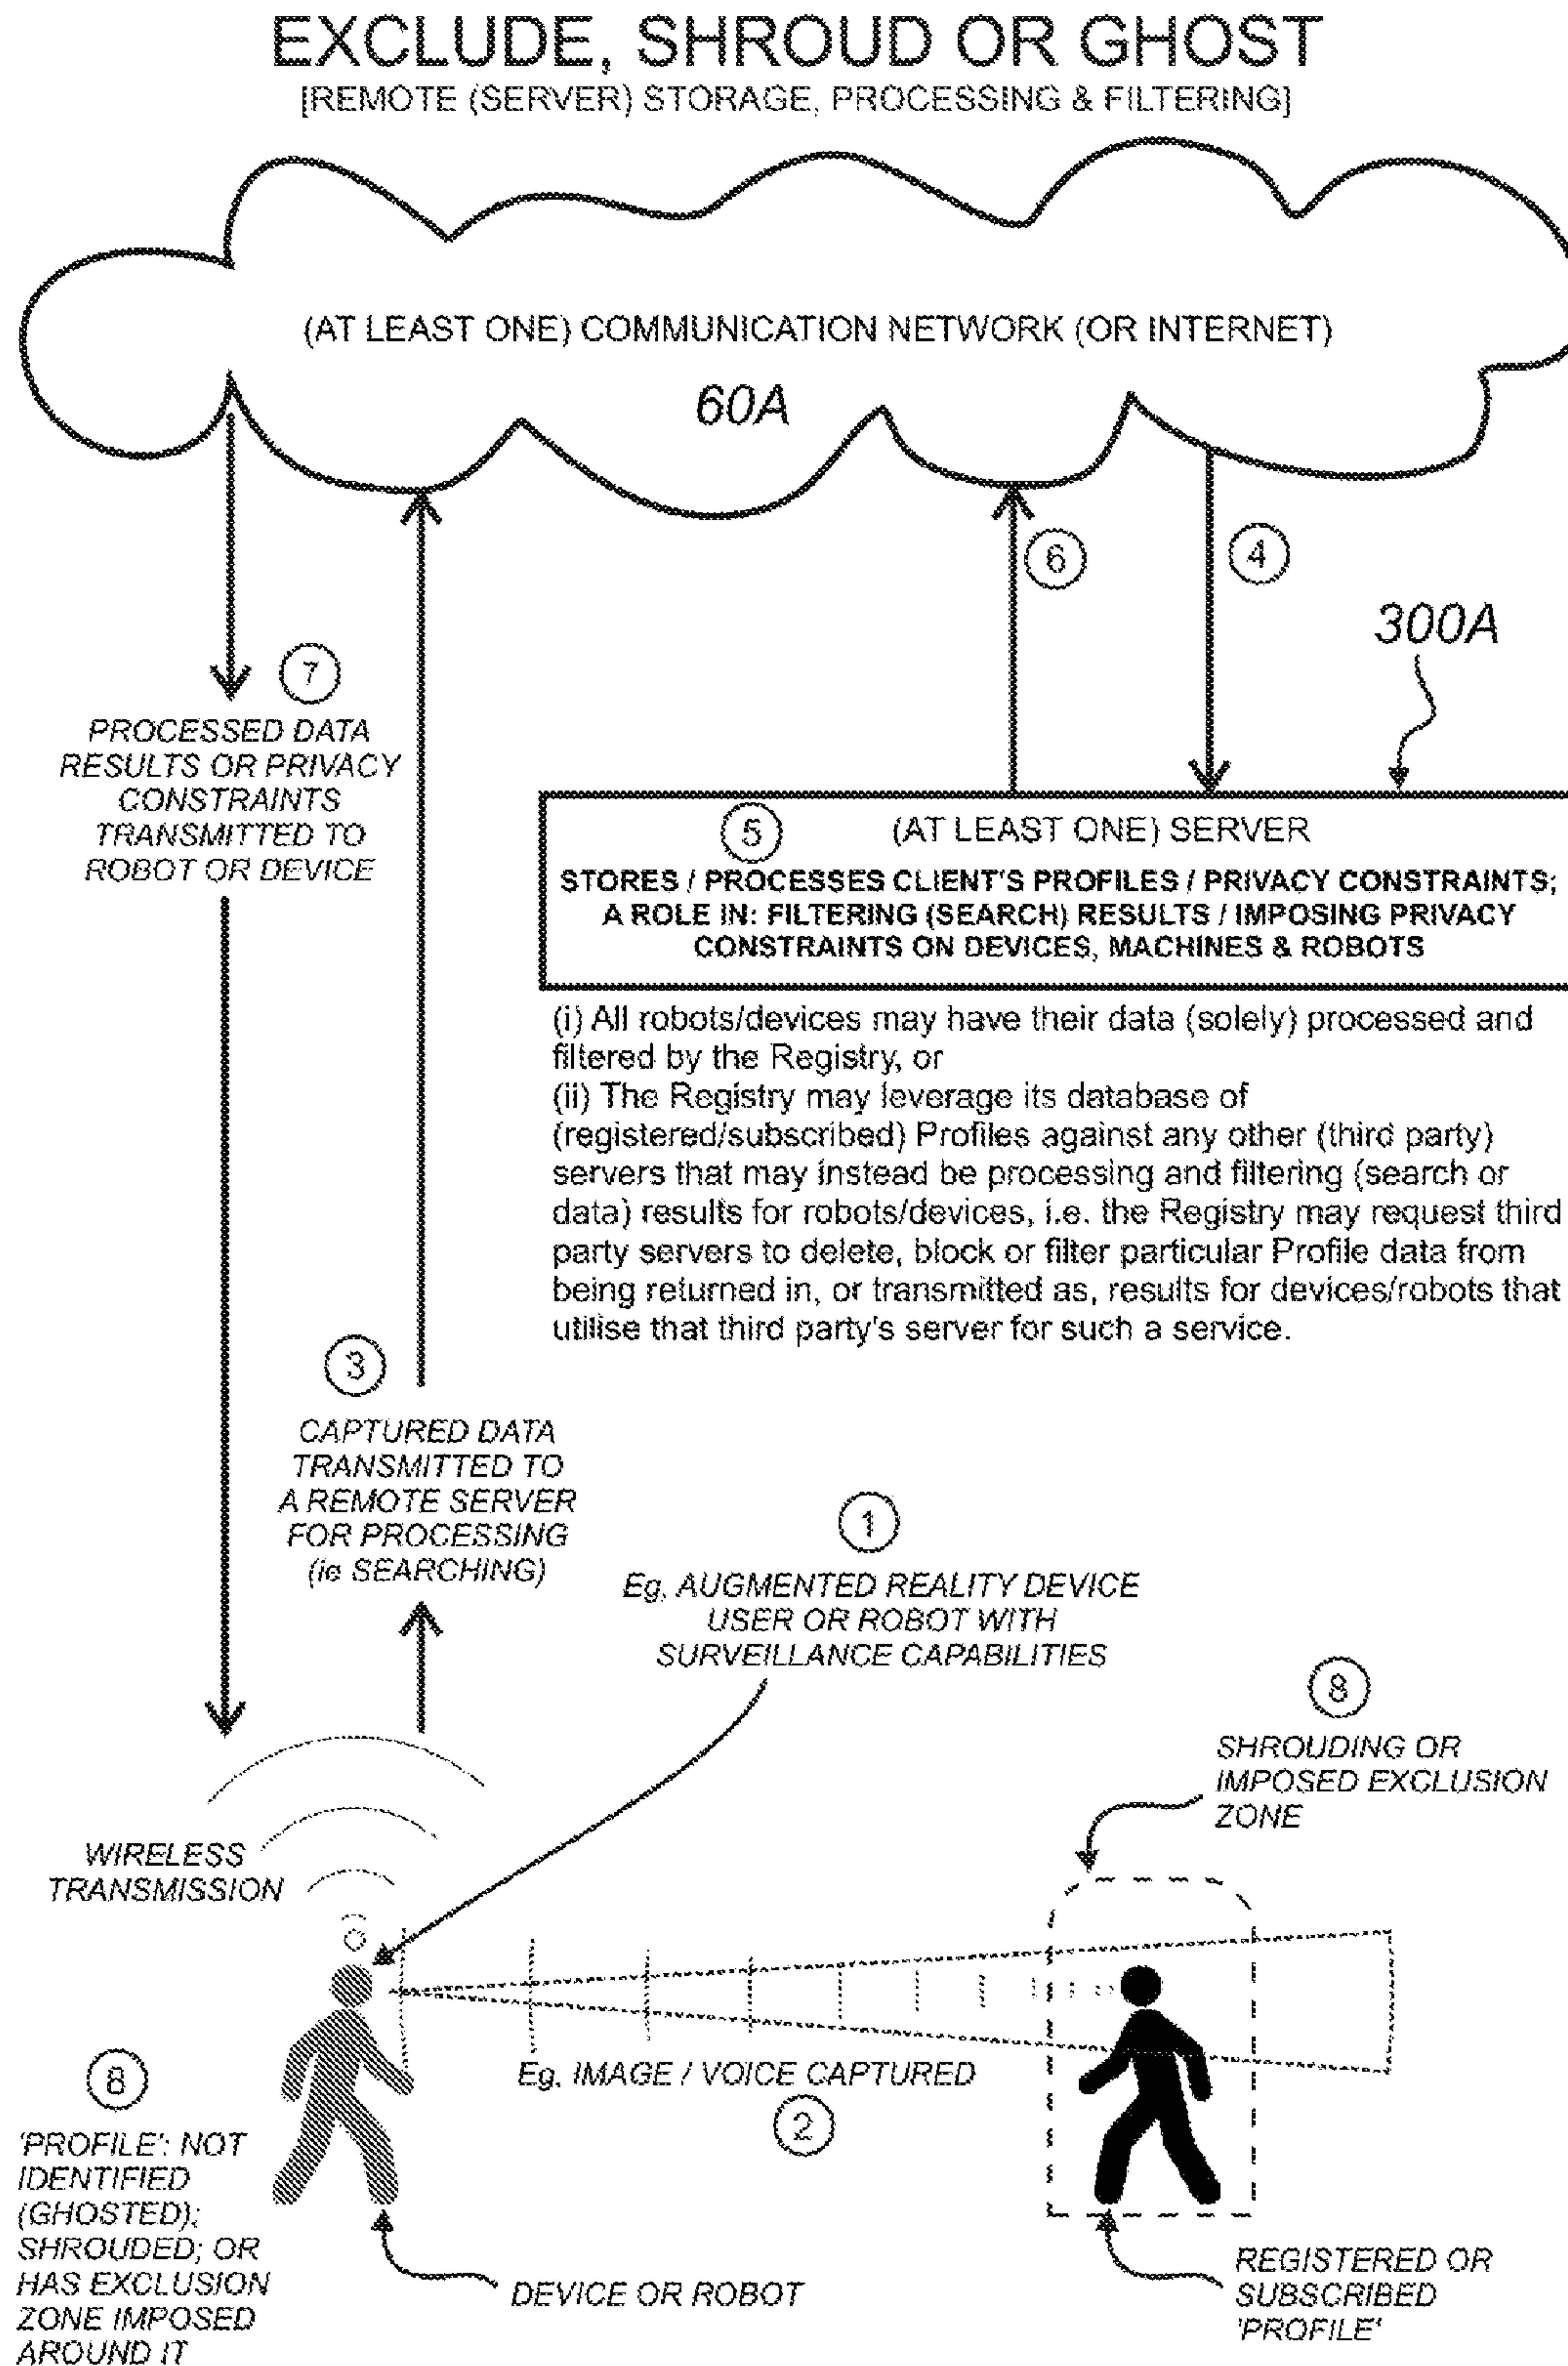 EXCLUDE, SHROUD OR GHOST
[REMOTE (SERVER) STORAGE, PROCESSING & FILTERING]
(AT LEAST ONE) COMMUNICATION NETWORK (OR INTERNET)
60A
6
4
300A
7
PROCESSED DATA
RESULTS OR PRIVACY
CONSTRAINTS
TRANSMITTED TO
ROBOT OR DEVICE
5
(AT LEAST ONE) SERVER
STORES / PROCESSES CLIENT'S PROFILES / PRIVACY CONSTRAINTS;
A ROLE IN: FILTERING (SEARCH) RESULTS / IMPOSING PRIVACY
CONSTRAINTS ON DEVICES, MACHINES & ROBOTS
(i) All robots/devices may have their data (solely) processed and
filtered by the Registry, or
(ii) The Registry may leverage its database of
(registered/subscribed) Profiles against any other (third party)
servers that may instead be processing and filtering (search or
data) results for robots/devices, i.e. the Registry may request third
party servers to delete, block or filter particular Profile data from
being returned in, or transmitted as, results for devices/robots that
utilise that third party's server for such a service.
3
CAPTURED DATA
TRANSMITTED TO
A REMOTE SERVER
FOR PROCESSING
(ie SEARCHING)
1
Eg. AUGMENTED REALITY DEVICE
USER OR ROBOT WITH
SURVEILLANCE CAPABILITIES
8
SHROUDING OR
IMPOSED EXCLUSION
ZONE
WIRELESS
TRANSMISSION
Eg. IMAGE / VOICE CAPTURED
2
8
'PROFILE': NOT
IDENTIFIED
(GHOSTED);
SHROUDED; OR
HAS EXCLUSION
ZONE IMPOSED
AROUND IT
DEVICE OR ROBOT
REGISTERED OR
SUBSCRIBED
'PROFILE'